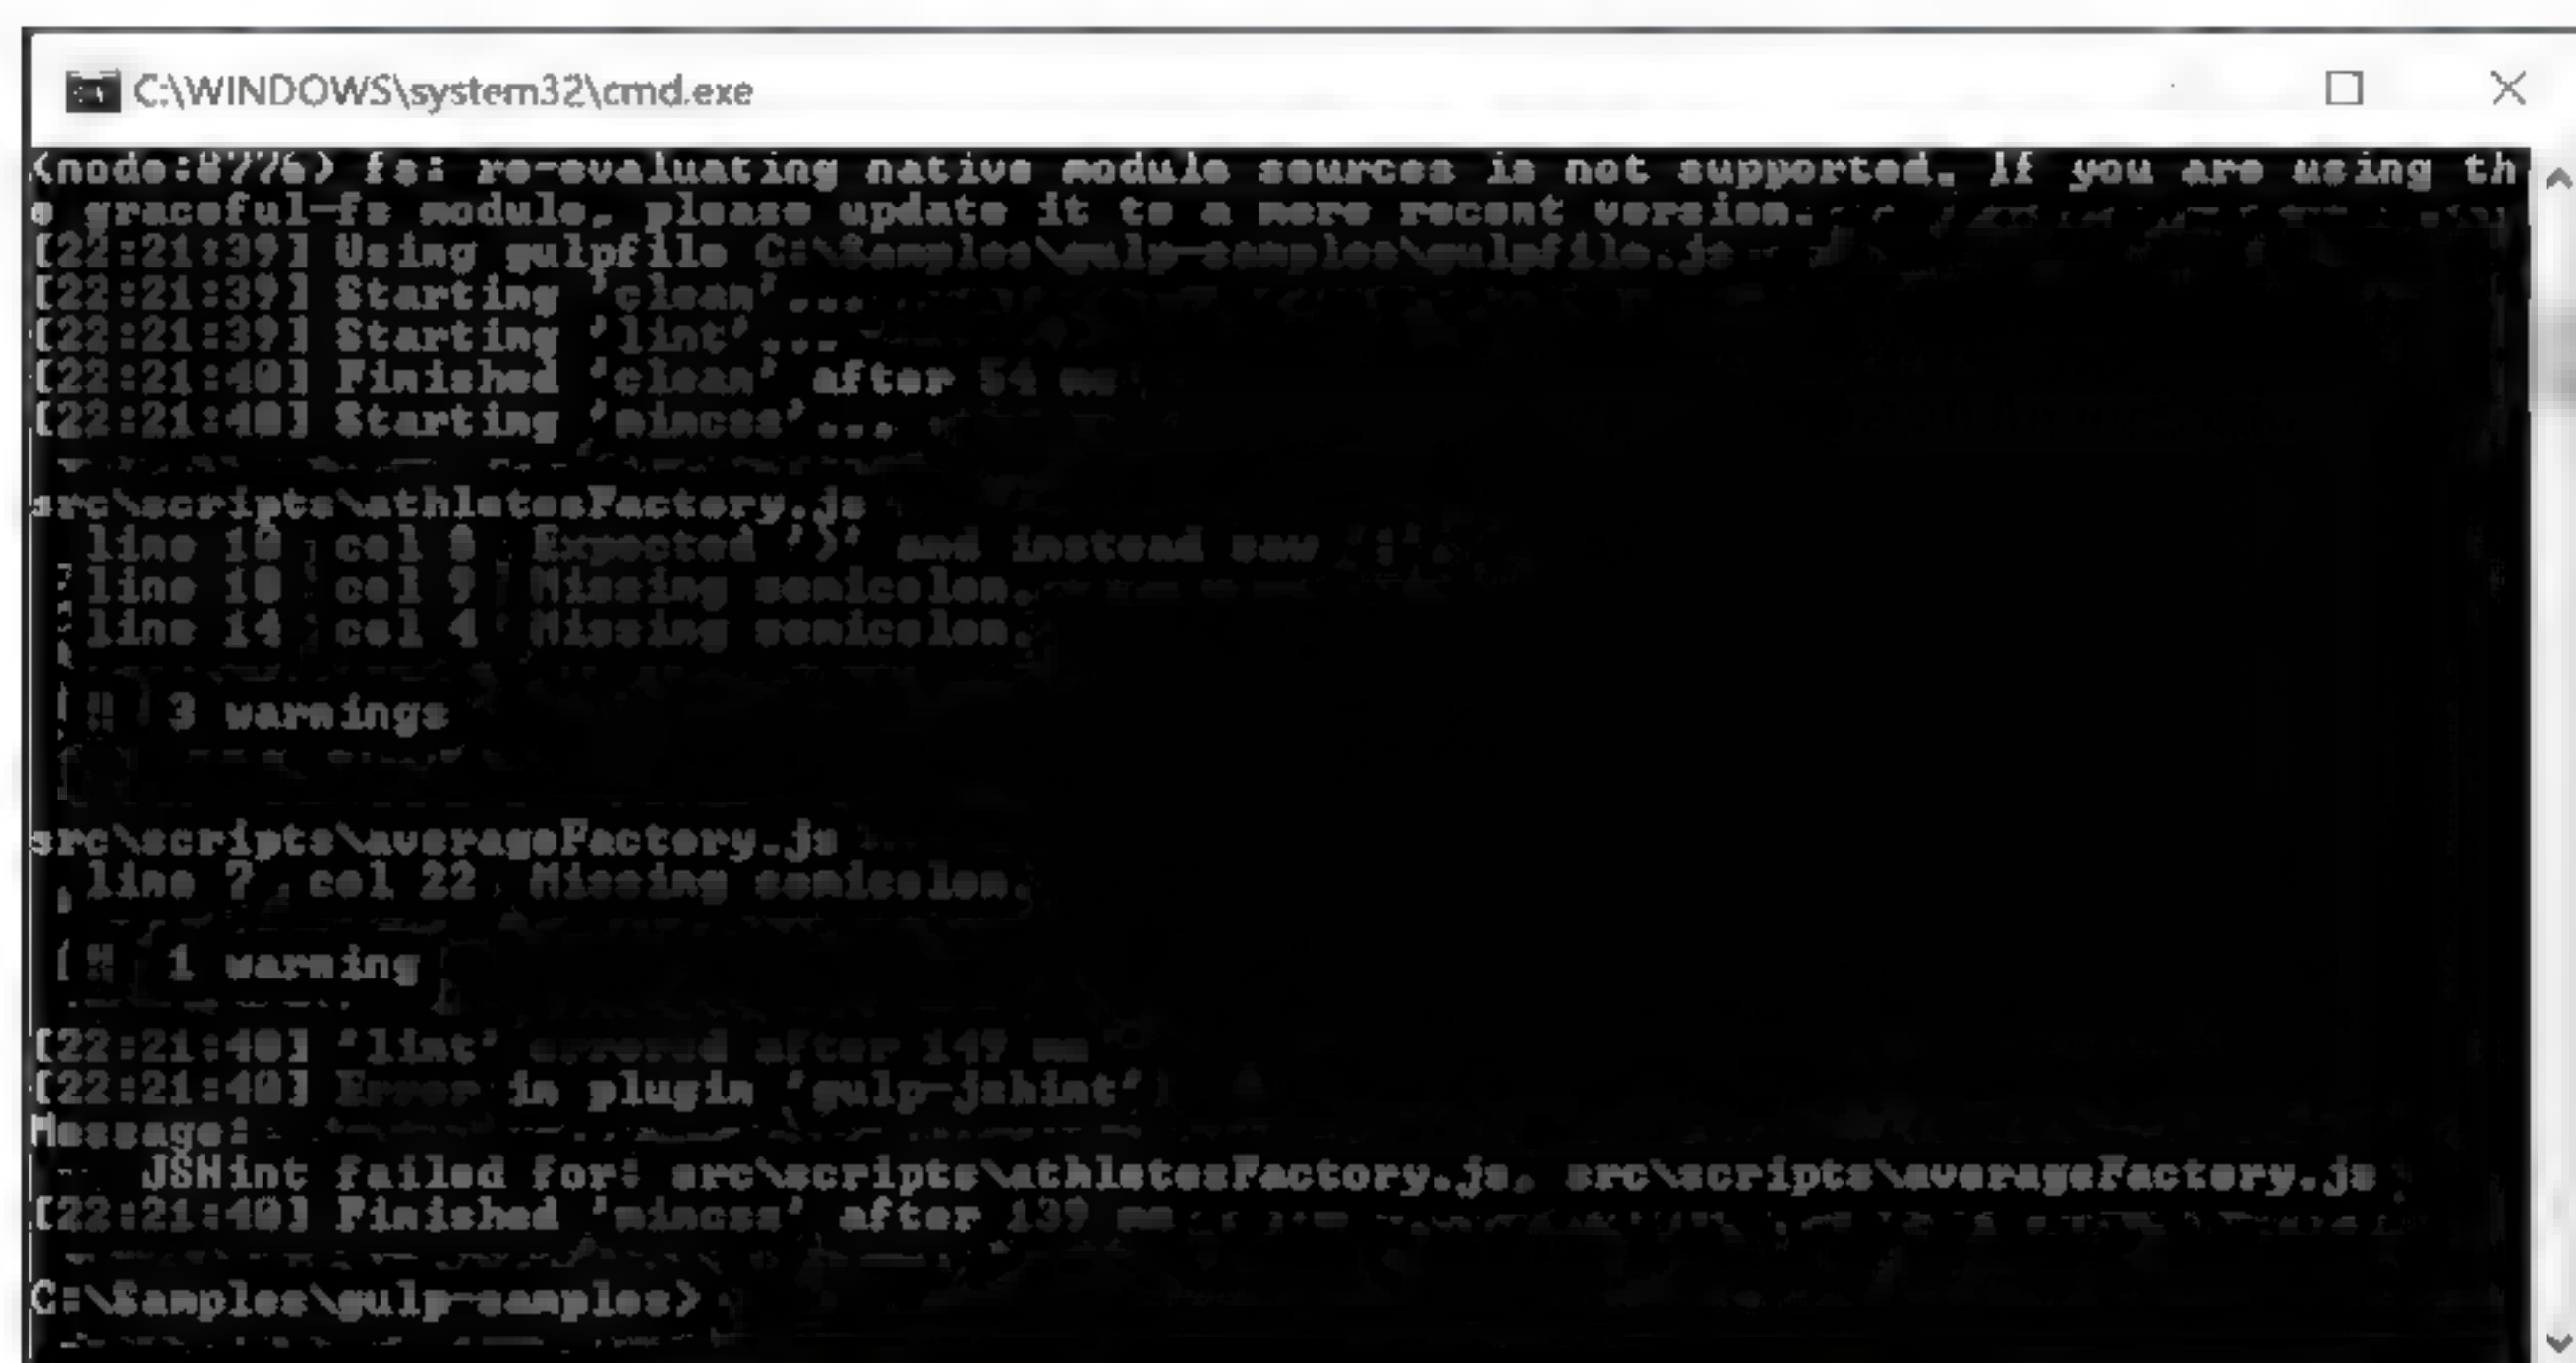 C:\WINDOWS\system32\cmd.exe
(node:8776) fs: re-evaluating native module sources is not supported. If you are using th
e graceful-fs module, please update it to a more recent version.
[22:21:39] Using gulpfile C:\Samples\gulp-samples\gulpfile.js
[22:21:39] Starting 'clean'...
[22:21:39] Starting 'lint'...
[22:21:40] Finished 'clean' after 54 ms
[22:21:40] Starting 'mincss'...
src\scripts\athletesFactory.js
line 10 col 8 Expected '}' and instead saw ';'.
line 10 col 9 Missing semicolon.
line 14 col 4 Missing semicolon.
‼ 3 warnings
src\scripts\averageFactory.js
line 7 col 22 Missing semicolon.
‼ 1 warning
[22:21:40] 'lint' errored after 149 ms
[22:21:40] Error in plugin 'gulp-jshint'
Message:
JSHint failed for: src\scripts\athletesFactory.js, src\scripts\averageFactory.js
[22:21:40] Finished 'mincss' after 139 ms
C:\Samples\gulp-samples>